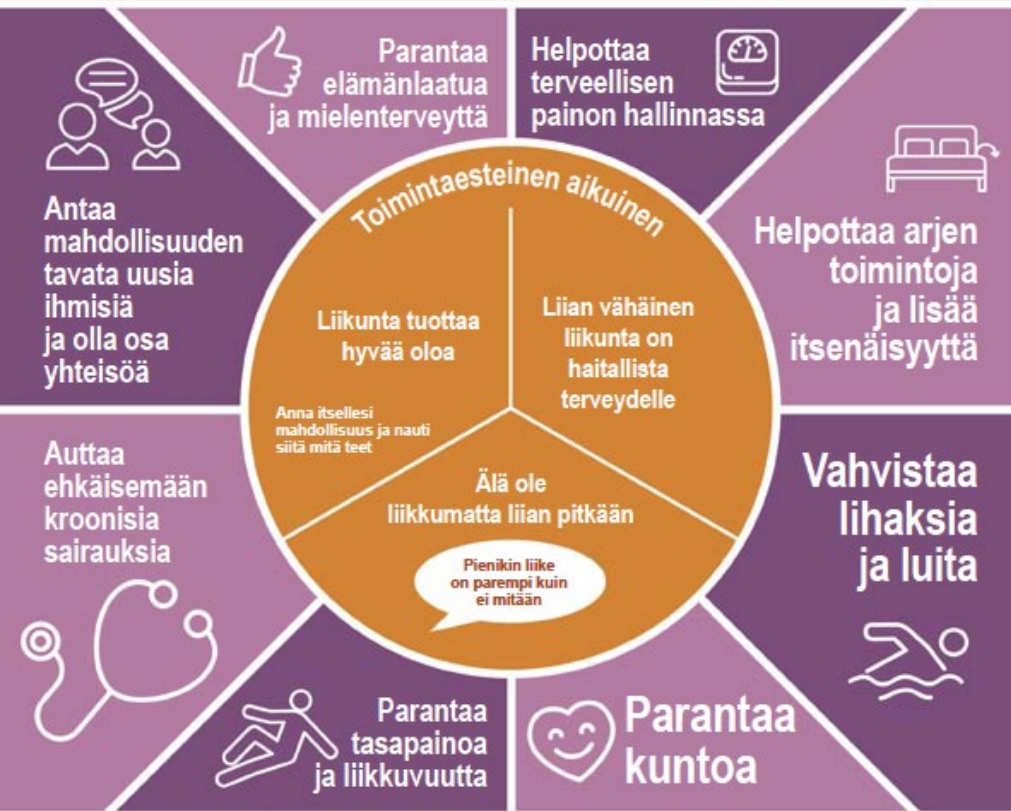 Parantaa
elämänlaatua
ja mielenterveyttä
Helpottaa
terveellisen
painon hallinnassa
Helpottaa arjen
toimintoja
ja lisää
itsenäisyyttä
Vahvistaa
lihaksia
ja luita
Parantaa
kuntoa
Parantaa
tasapainoa
ja liikkuvuutta
Auttaa
ehkäisemään
kroonisia
sairauksia
Antaa
mahdollisuuden
tavata uusia
ihmisiä
ja olla osa
yhteisöä
Toimintaesteinen aikuinen
Liikunta tuottaa
hyvää oloa
Anna itsellesi
mahdollisuus ja nauti
siitä mitä teet
Liian vähäinen
liikunta on
haitallista
terveydelle
Älä ole
liikkumatta liian pitkään
Pienikin liike
on parempi kuin
ei mitään